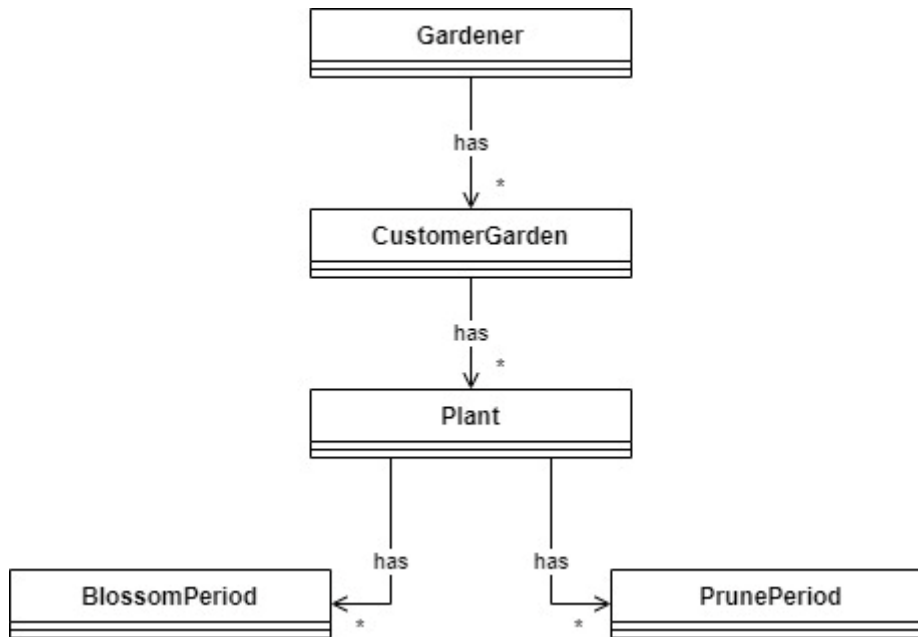 Gardener
has
*
CustomerGarden
has
*
Plant
has
has
BlossomPeriod
*
*
PrunePeriod